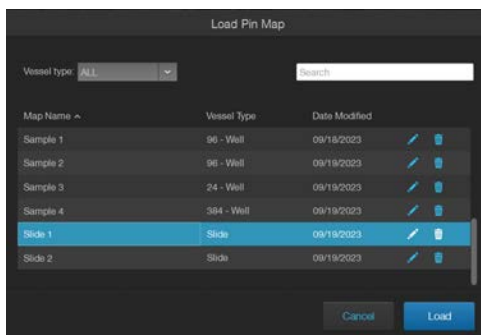 Load Pin Map
Vessel type: ALL Search
Map Name Vessel Type Date Modified
Sample 1 96 - Well 09/18/2023
Sample 2 96 - Well 09/19/2023
Sample 3 24 - Well 09/19/2023
Sample 4 384 - Well 09/19/2023
Slide 1 Slide 09/19/2023
Slide 2 Slide 09/19/2023
Cancel Load